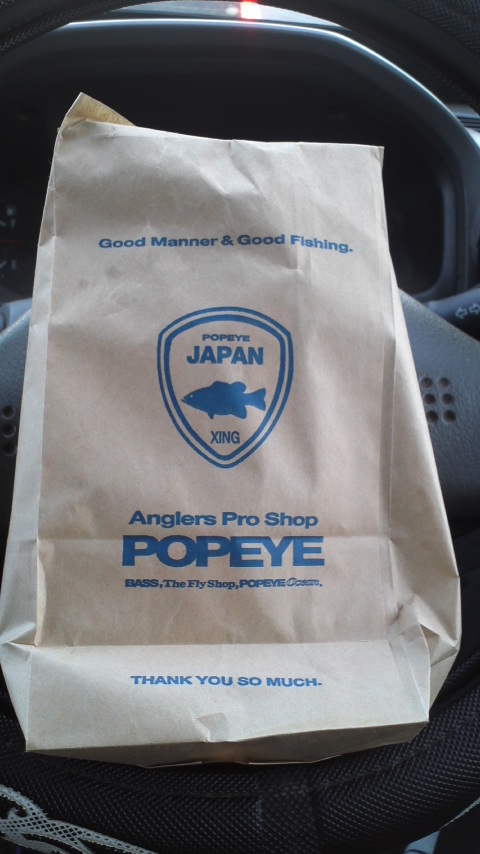 Good Manner & Good Fishing.
POPEYE
JAPAN
XING
Anglers Pro Shop
POPEYE
BASS, The Fly Shop, POPEYE Ocean.
THANK YOU SO MUCH.